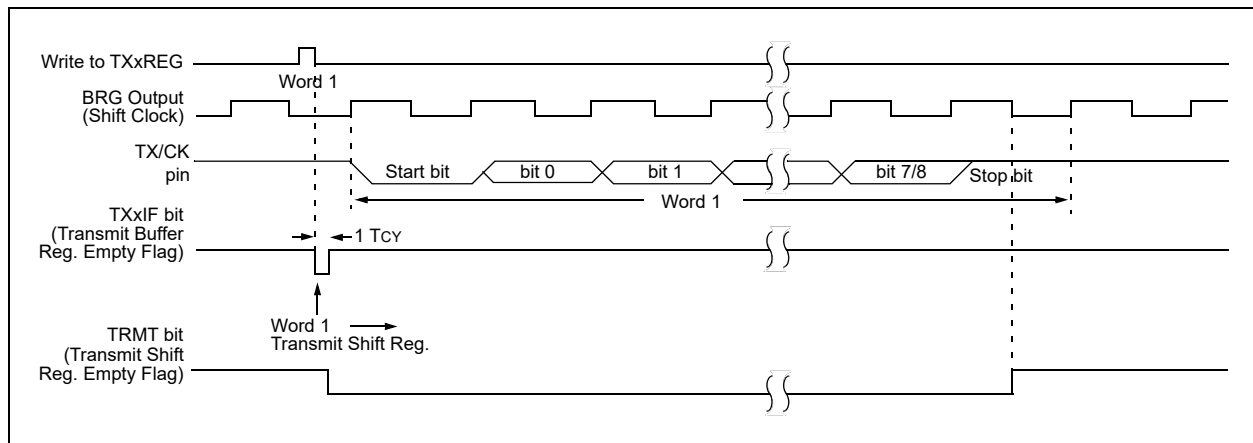 Write to TXxREG
Word 1
BRG Output
(Shift Clock)
TX/CK
pin
Start bit
bit 0
bit 1
bit 7/8
Stop bit
Word 1
TXxIF bit
(Transmit Buffer
Reg. Empty Flag)
1 TCY
Word 1
Transmit Shift Reg.
TRMT bit
(Transmit Shift
Reg. Empty Flag)